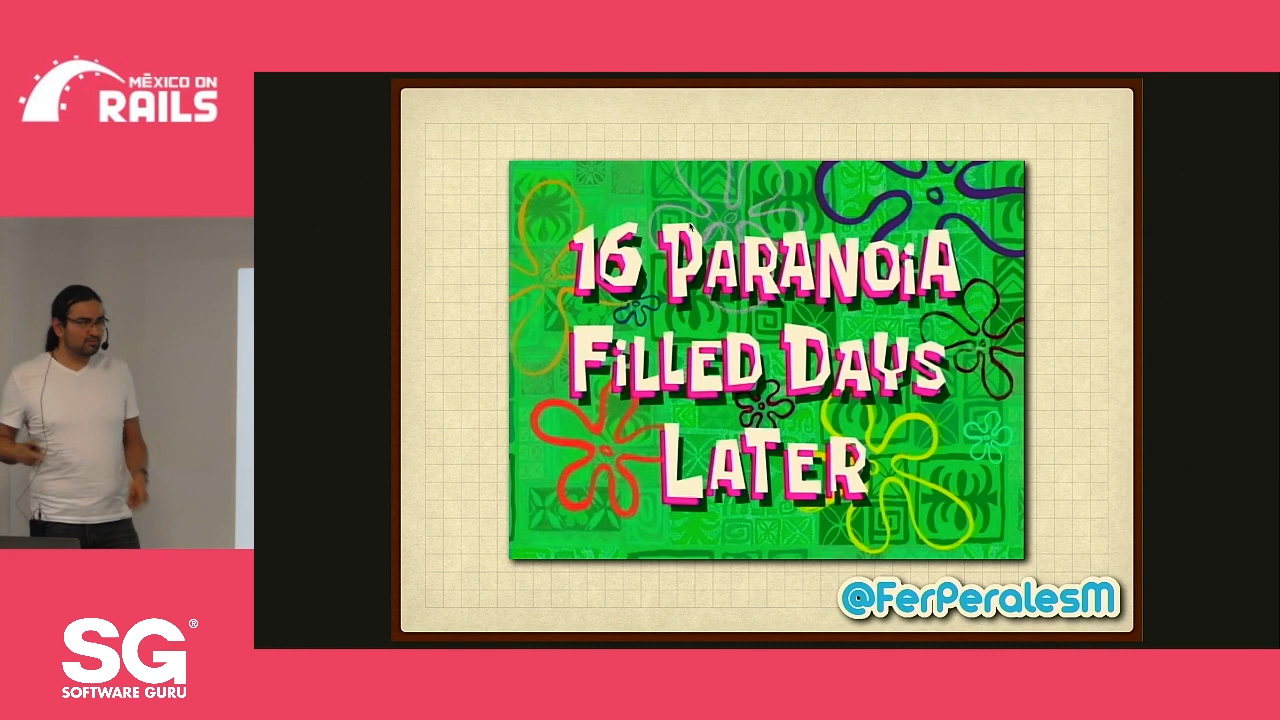 MÉXICO ON
RAILS
16 PARANOiA
FiLLED DAYS
LATER
@FerPeralesM
SG®
SOFTWARE GURU